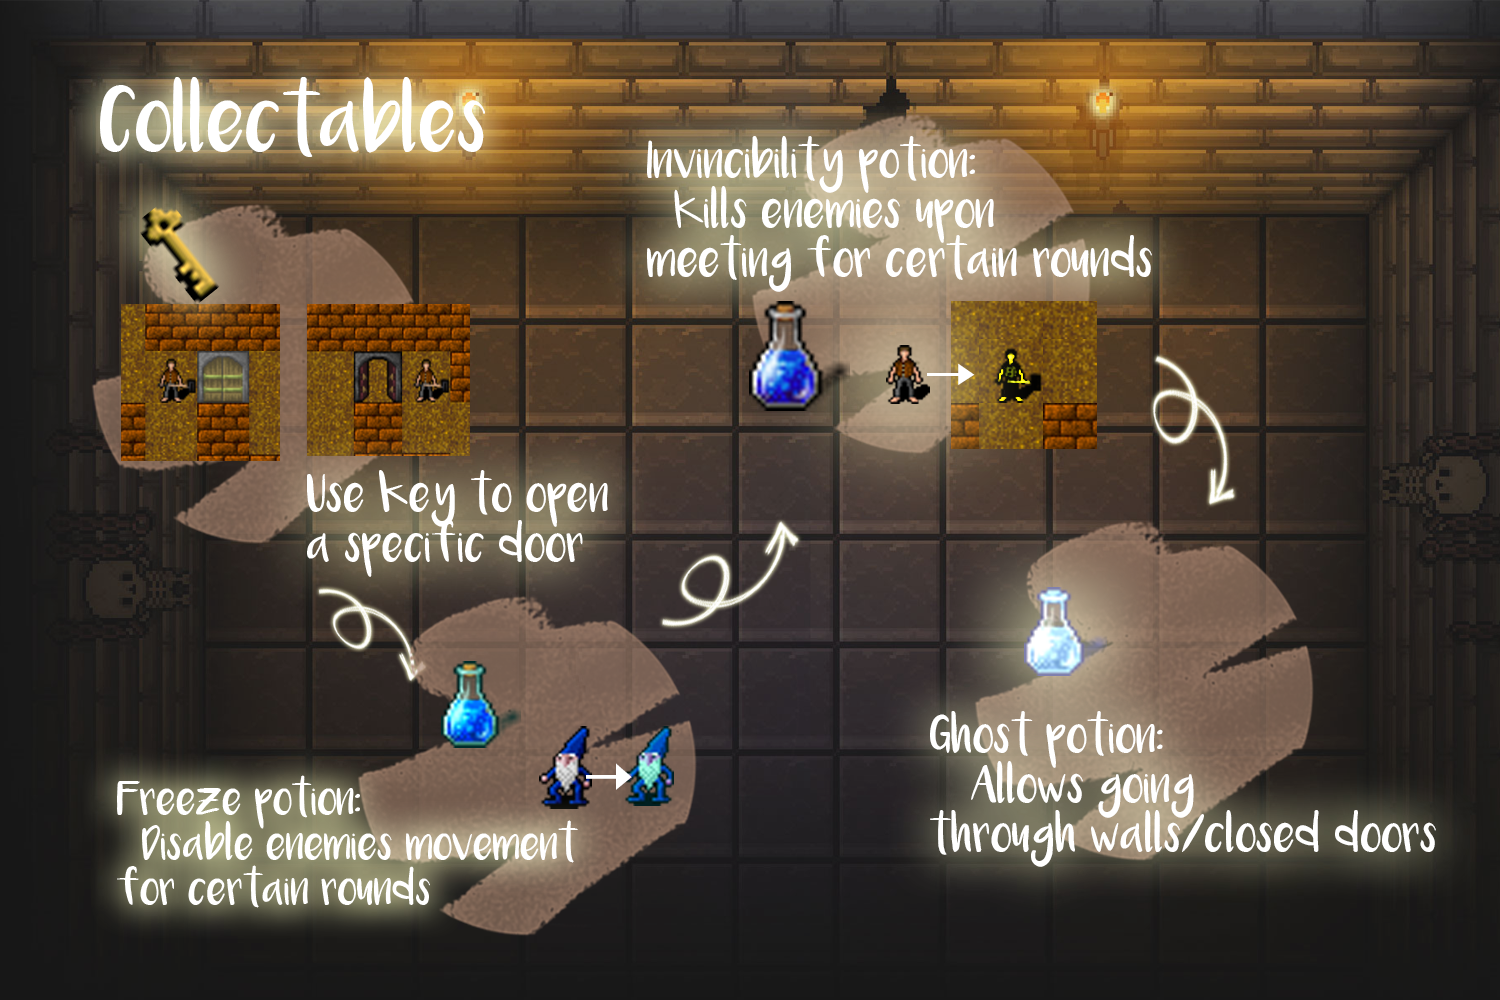 Collectables
Use key to open
a specific door
Freeze potion:
Disable enemies movement
for certain rounds
Invincibility potion:
Kills enemies upon
meeting for certain rounds
Ghost potion:
Allows going
through walls/closed doors